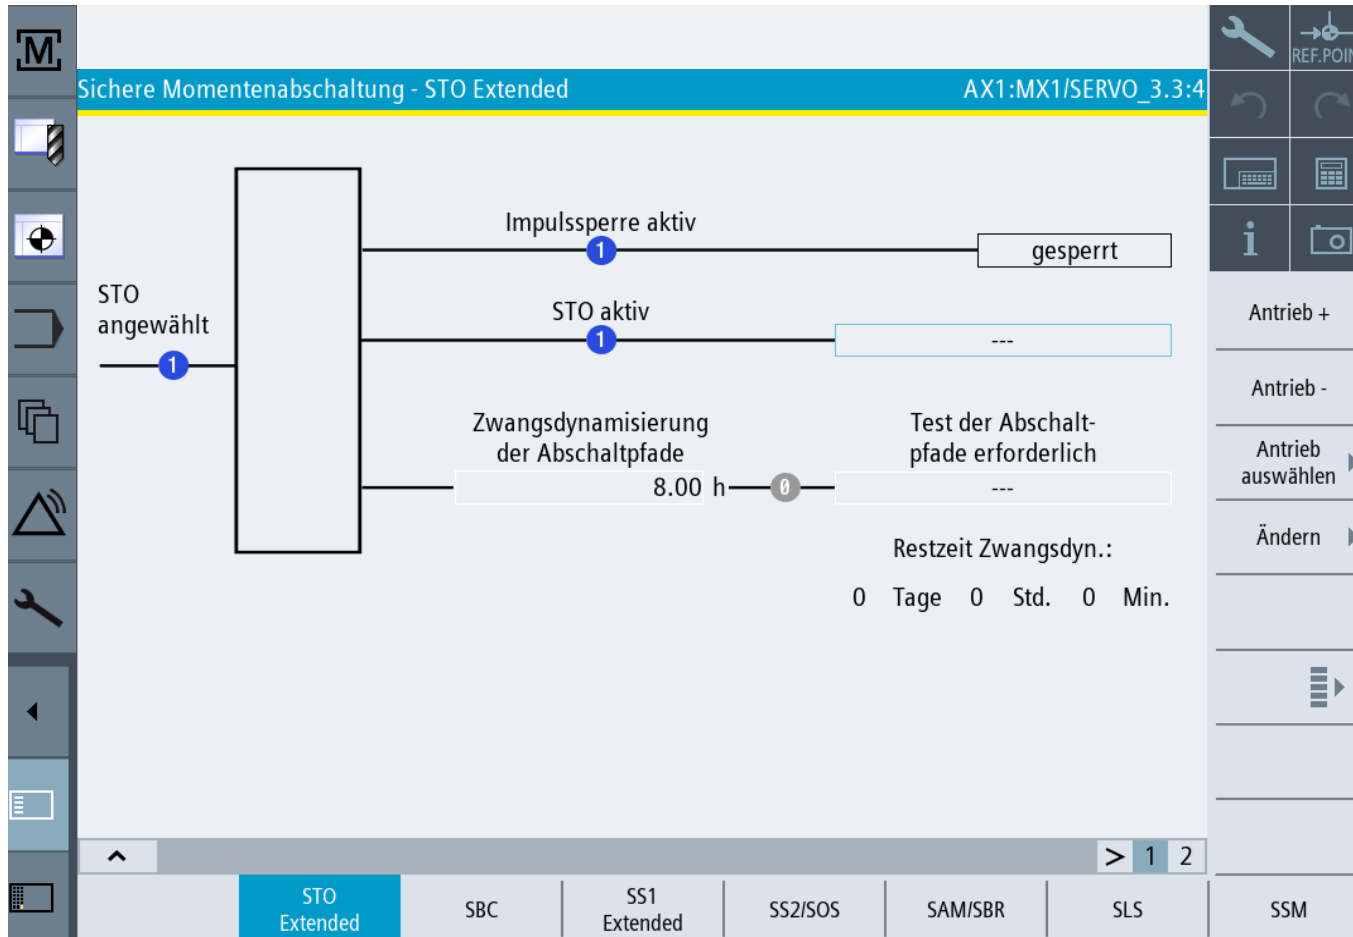 M
REF.POIN
Sichere Momentenabschaltung - STO Extended
AX1:MX1/SERVO_3.3:4
Impulssperre aktiv
1
gesperrt
STO
angewählt
1
STO aktiv
1
---
Zwangsdynamisierung
der Abschaltpfade
8.00 h
0
Test der Abschalt-
pfade erforderlich
---
Restzeit Zwangsdyn.:
0 Tage 0 Std. 0 Min.
i
Antrieb +
Antrieb -
Antrieb
auswählen
Ändern
> 1 2
STO
Extended
SBC
SS1
Extended
SS2/SOS
SAM/SBR
SLS
SSM